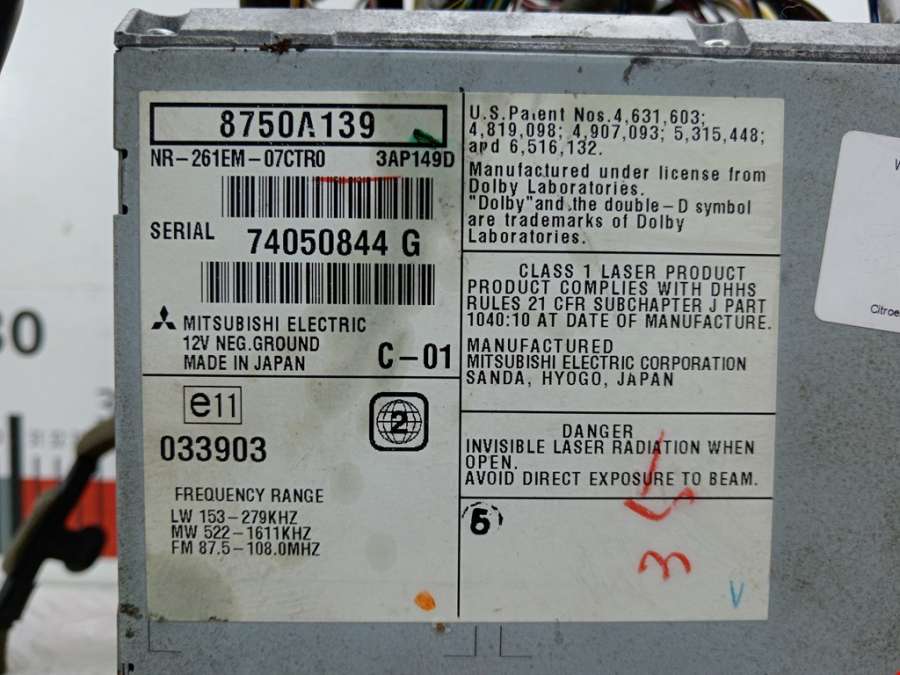 8750A139
NR-261EM-07CTR0 3AP149D
SERIAL 74050844 G
MITSUBISHI ELECTRIC
12V NEG.GROUND
MADE IN JAPAN C-01
e11
2
033903
FREQUENCY RANGE
LW 153-279KHZ
MW 522-1611KHZ
FM 87.5-108.0MHZ
U.S.Patent Nos.4,631,603;
4,819,098; 4,907,093; 5,315,448;
and 6,516,132.
Manufactured under license from
Dolby Laboratories.
"Dolby"and the double-D symbol
are trademarks of Dolby
Laboratories.
CLASS 1 LASER PRODUCT
PRODUCT COMPLIES WITH DHHS
RULES 21 CFR SUBCHAPTER J PART
1040:10 AT DATE OF MANUFACTURE.
MANUFACTURED
MITSUBISHI ELECTRIC CORPORATION
SANDA, HYOGO, JAPAN
DANGER
INVISIBLE LASER RADIATION WHEN
OPEN.
AVOID DIRECT EXPOSURE TO BEAM.
5
3 5
V
Citroe
30